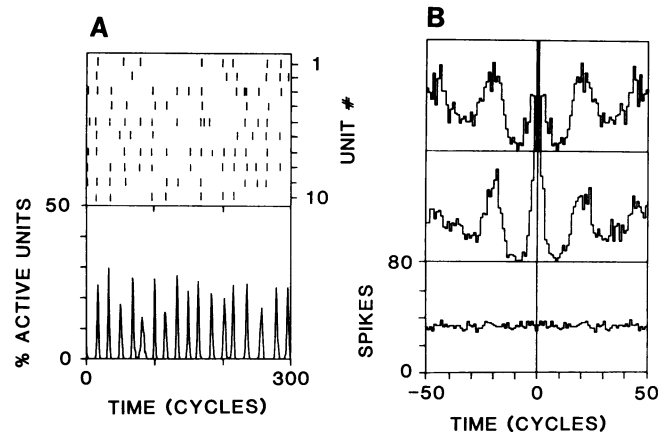 A
1
UNIT #
10
50
% ACTIVE UNITS
0
0
300
TIME (CYCLES)
B
80
SPIKES
0
-50
0
50
TIME (CYCLES)